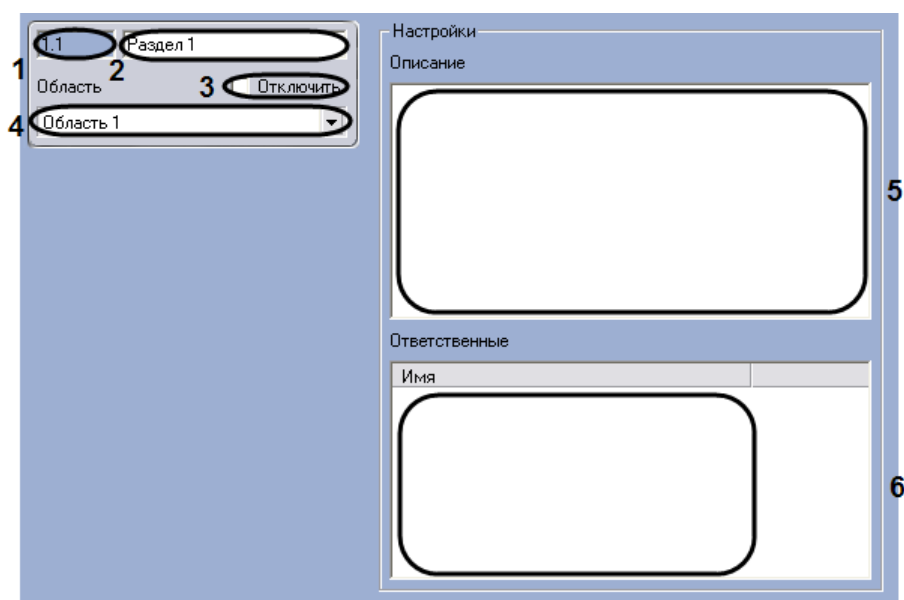 1.1 Раздел 1
1 2
Область 3 Отключить
4 Область 1
Настройки
Описание
5
Ответственные
Имя
6